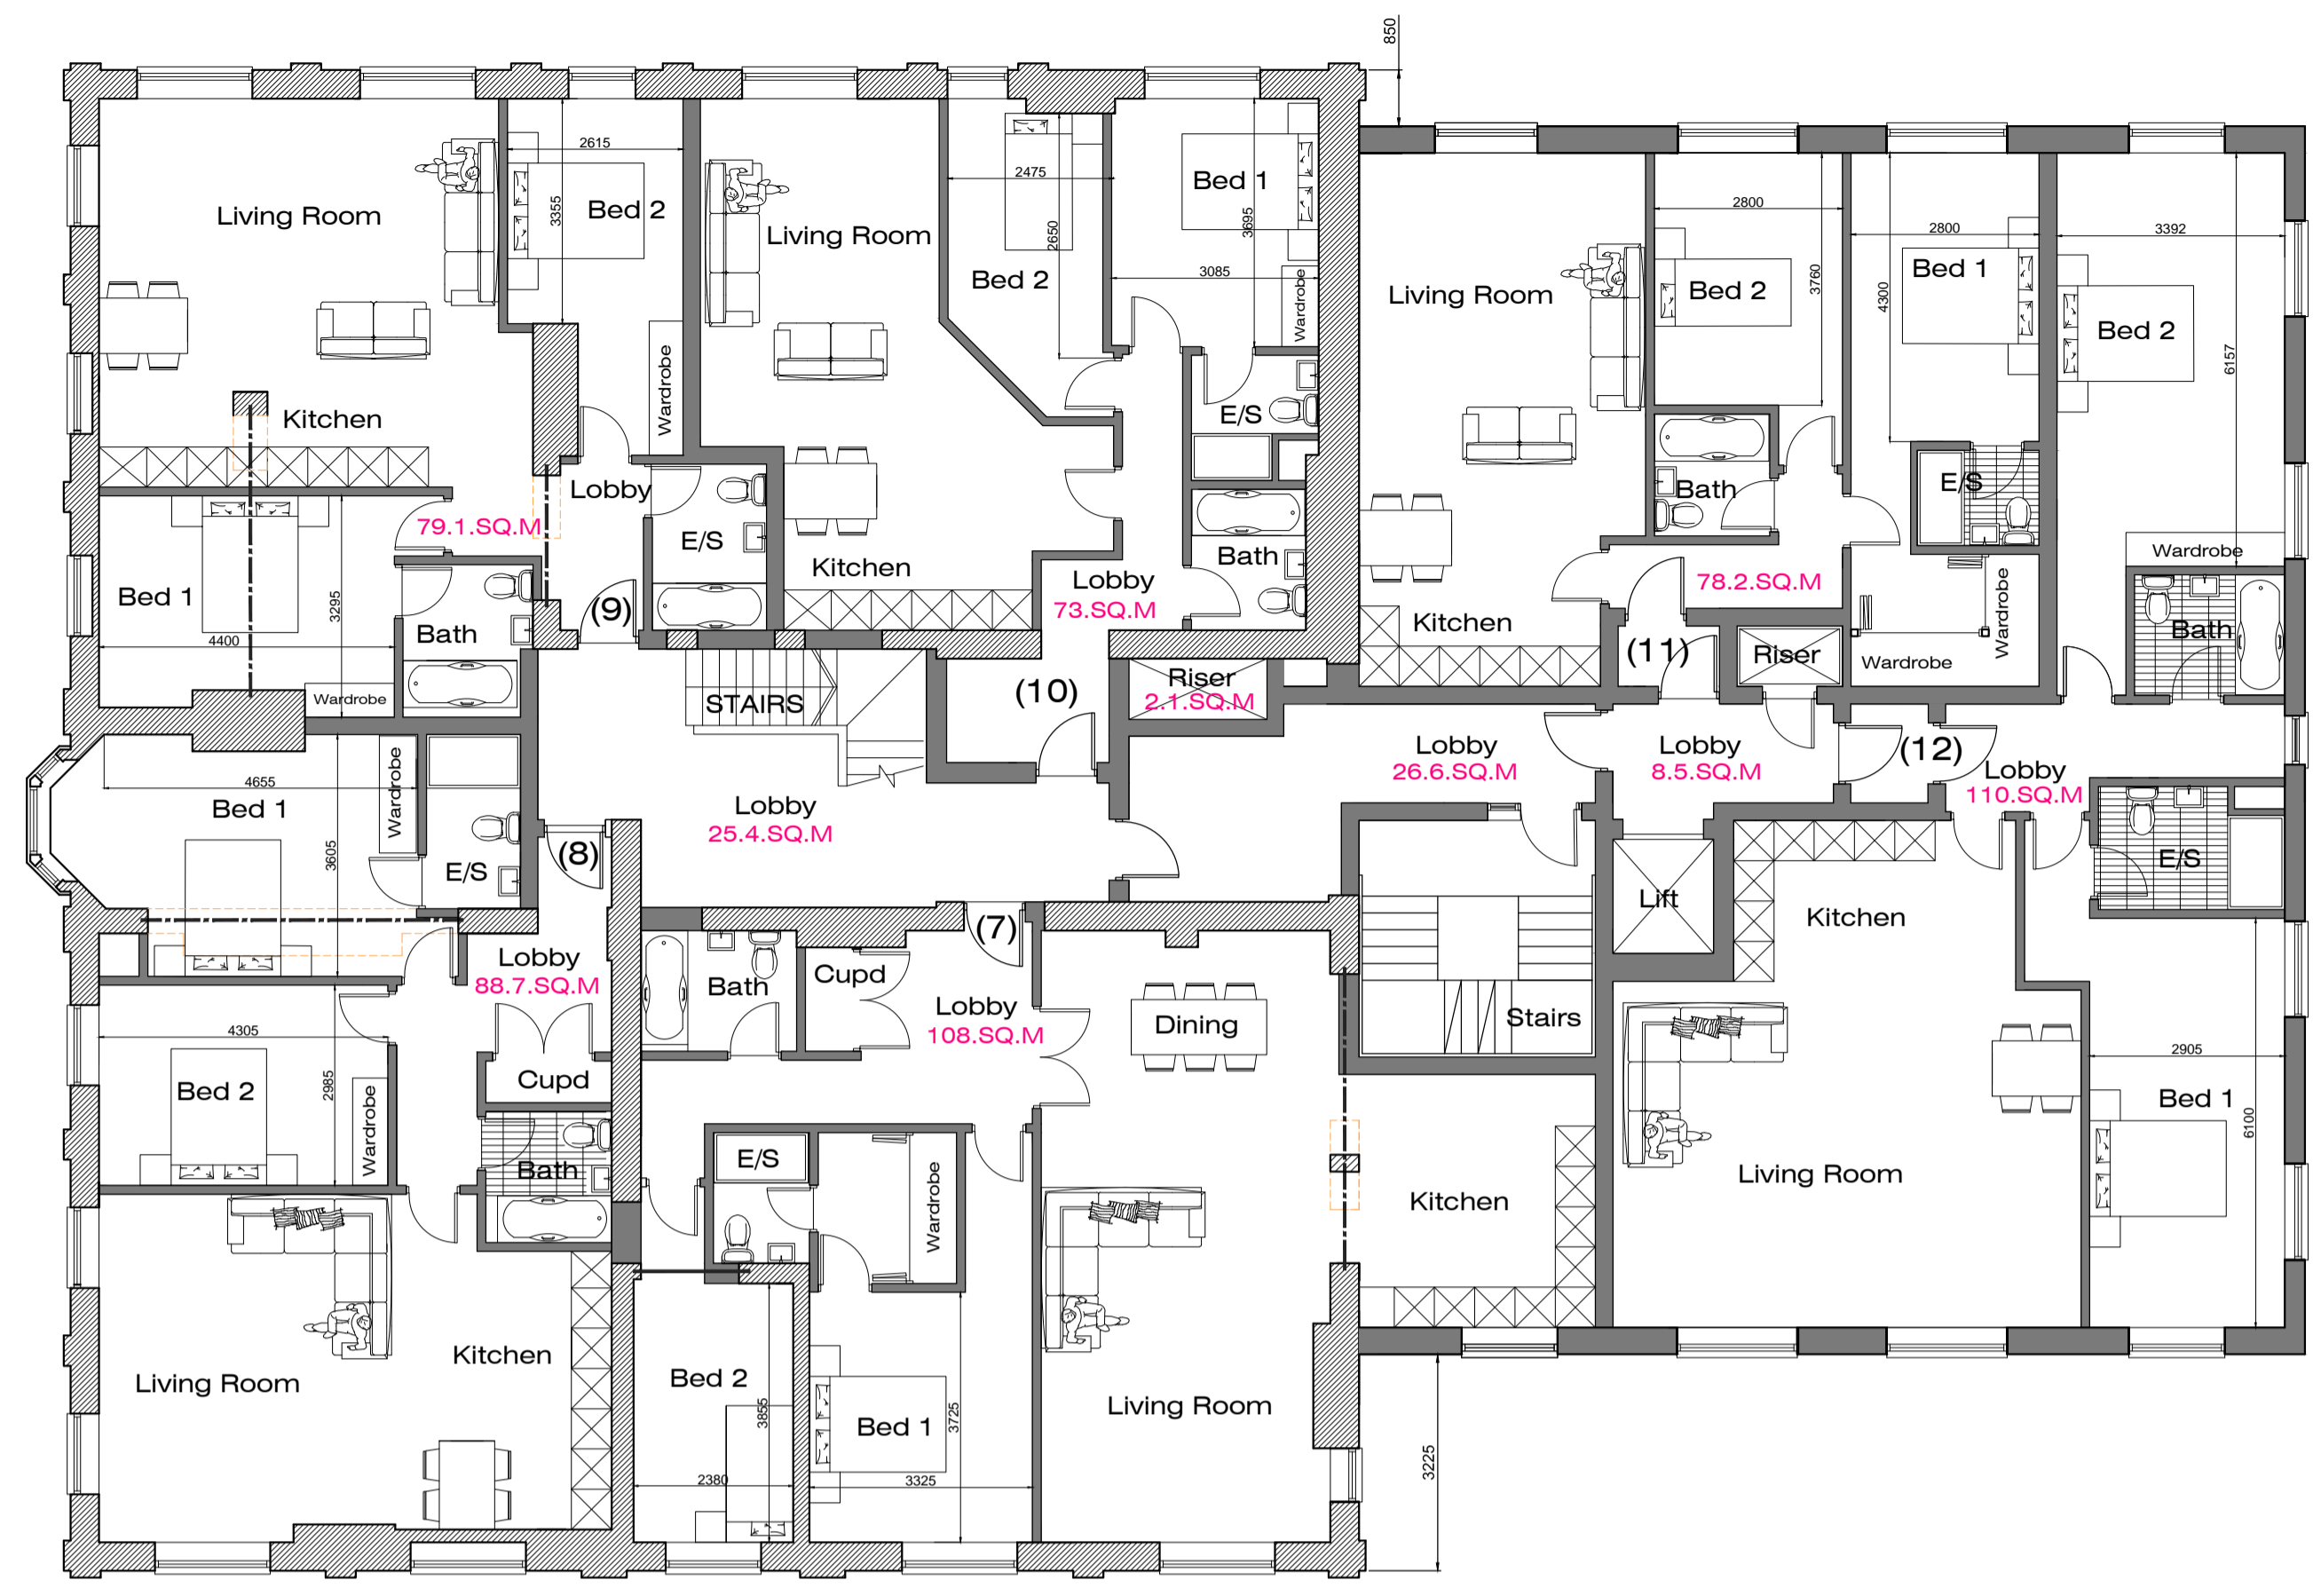 850
Living Room
2615
3355
Bed 2
Wardrobe
Living Room
2475
2650
Bed 2
Bed 1
3695
3085
Wardrobe
E/S
Living Room
2800
Bed 2
3760
2800
4300
Bed 1
3392
Bed 2
6157
Kitchen
Lobby
79.1.SQ.M
E/S
Kitchen
Lobby
73.SQ.M
Bath
Bath
78.2.SQ.M
E/S
Wardrobe
Wardrobe
Wardrobe
Bath
Bed 1
3295
4400
Bath
Wardrobe
(9)
Kitchen
(11)
Riser
STAIRS
(10)
Riser
2.1.SQ.M
4655
Bed 1
Wardrobe
3605
E/S
(8)
Lobby
25.4.SQ.M
Lobby
26.6.SQ.M
Lobby
8.5.SQ.M
(12)
Lobby
110.SQ.M
E/S
Lift
Kitchen
Lobby
88.7.SQ.M
Bath
Cupd
(7)
Lobby
108.SQ.M
Dining
Stairs
4305
2985
Bed 2
Wardrobe
Cupd
Bath
E/S
Wardrobe
Kitchen
Living Room
2905
Bed 1
6100
Living Room
Kitchen
Bed 2
3855
2380
Bed 1
3725
3325
Living Room
3225